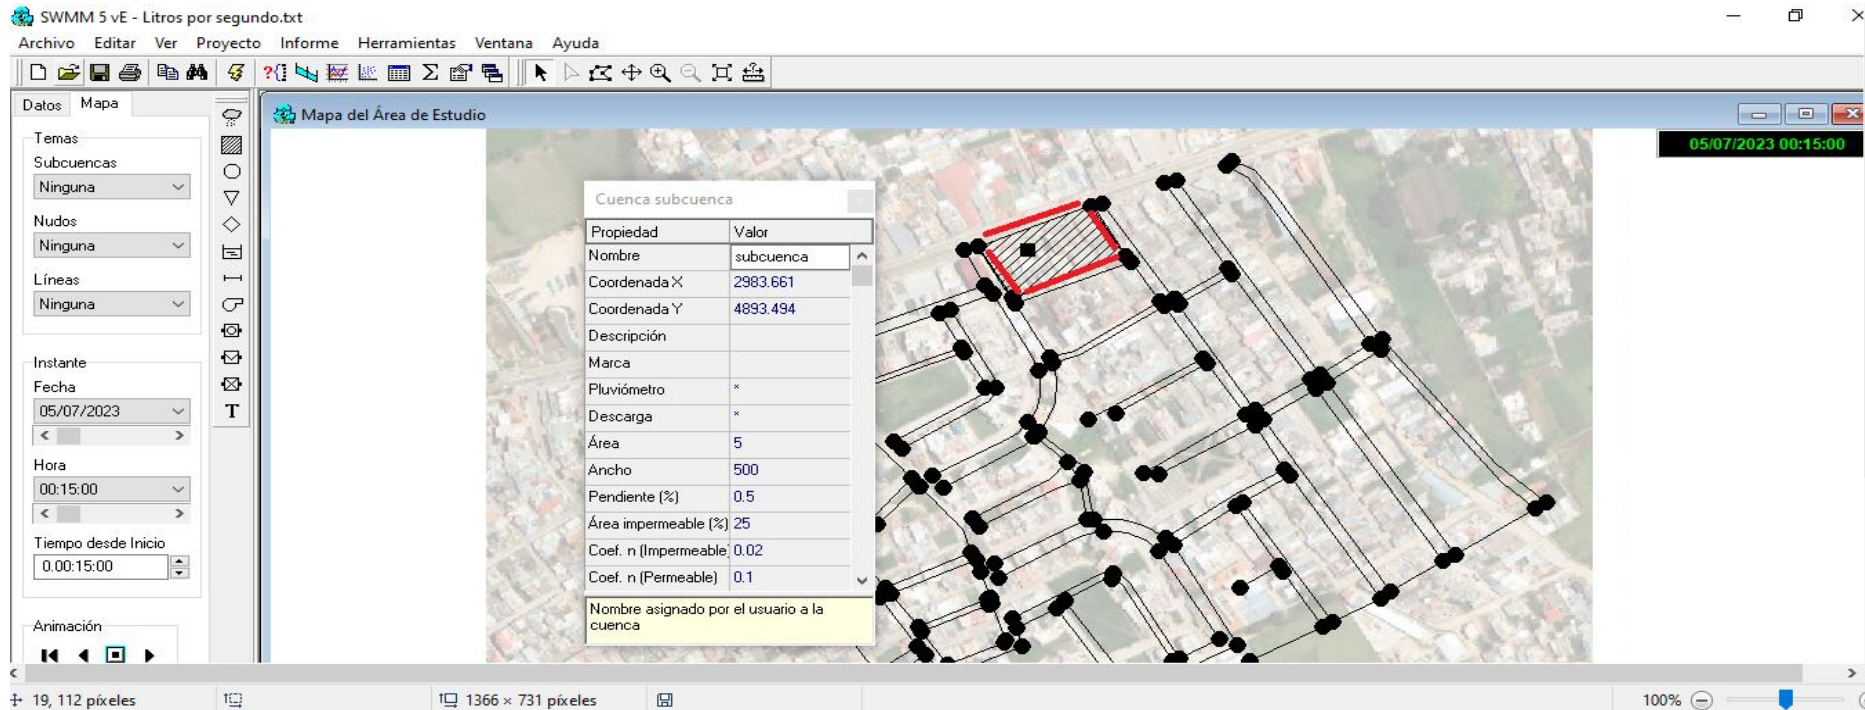 SWMM 5 vE - Litros por segundo.txt
Archivo Editar Ver Proyecto Informe Herramientas Ventana Ayuda
Datos Mapa
Temas
Subcuencas
Ninguna
Nudos
Ninguna
Líneas
Ninguna
Instante
Fecha
05/07/2023
Hora
00:15:00
Tiempo desde Inicio
0.00:15:00
Animación
T
Mapa del Área de Estudio
05/07/2023 00:15:00
Cuenca subcuenca
Propiedad Valor
Nombre subcuenca
Coordenada X 2983.661
Coordenada Y 4893.494
Descripción
Marca
Pluviómetro *
Descarga *
Área 5
Ancho 500
Pendiente (%) 0.5
Área impermeable (%) 25
Coef. n (Impermeable) 0.02
Coef. n (Permeable) 0.1
Nombre asignado por el usuario a la
cuenca
19, 112 píxeles 1366 × 731 píxeles 100%